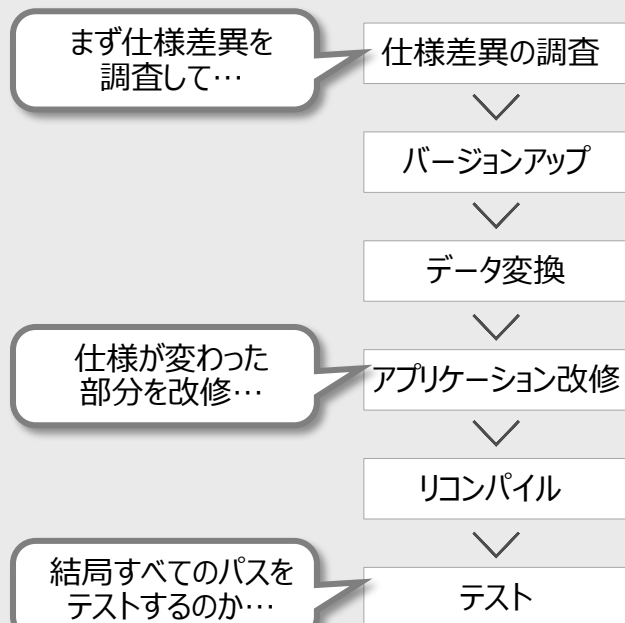 まず仕様差異を
調査して…
仕様差異の調査
バージョンアップ
データ変換
仕様が変わった
部分を改修…
アプリケーション改修
リコンパイル
結局すべてのパスを
テストするのか…
テスト